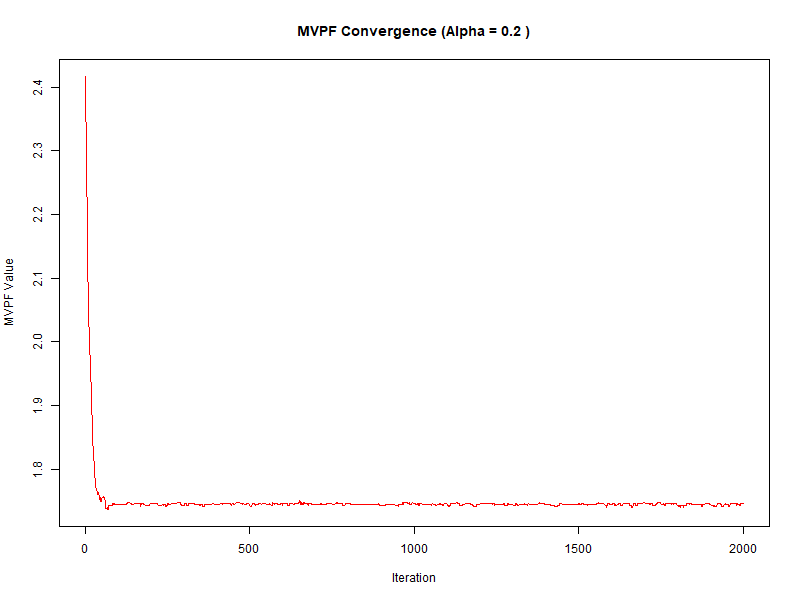 MVPF Convergence (Alpha = 0.2 )
MVPF Value
2.4
2.3
2.2
2.1
2.0
1.9
1.8
0 500 1000 1500 2000
Iteration